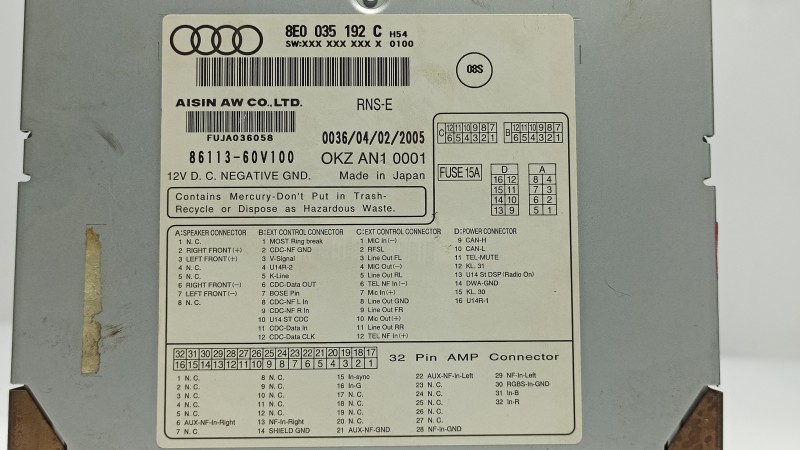 8E0 035 192 C H54
SW:XXX XXX XXX X 0100
08S
AISIN AW CO.,LTD.
RNS-E
FUJA036058
0036/04/02/2005
86113-60V100
OKZ AN1 0001
12V D. C. NEGATIVE GND.
Made in Japan
Contains Mercury-Don't Put in Trash-
Recycle or Dispose as Hazardous Waste.
C 12 11 10 9 8 7
6 5 4 3 2 1
B 12 11 10 9 8 7
6 5 4 3 2 1
FUSE 15A
D
16 12
15 11
14 10
13 9
A
8 4
7 3
6 2
5 1
A:SPEAKER CONNECTOR
1 N. C.
2 RIGHT FRONT(+)
3 LEFT FRONT(+)
4 N. C.
5 N. C.
6 RIGHT FRONT(-)
7 LEFT FRONT(-)
8 N. C.
B:EXT CONTROL CONNECTOR
1 MOST Ring break
2 CDC-NF GND
3 V-Signal
4 U14R-2
5 K-Line
6 CDC-Data OUT
7 BOSE Pin
8 CDC-NF L In
9 CDC-NF R In
10 U14 ST CDC
11 CDC-Data In
12 CDC-Data CLK
C:EXT CONTROL CONNECTOR
1 MIC In(-)
2 RFSL
3 Line Out FL
4 MIC Out(-)
5 Line Out RL
6 TEL NF In(-)
7 Mic In(+)
8 Line Out GND
9 Line Out FR
10 Mic Out(+)
11 Line Out RR
12 TEL NF In(+)
D:POWER CONNECTOR
9 CAN-H
10 CAN-L
11 TEL-MUTE
12 KL. 31
13 U14 St DSP (Radio On)
14 DWA-GND
15 KL. 30
16 U14R-1
32 31 30 29 28 27 26 25 24 23 22 21 20 19 18 17
16 15 14 13 12 11 10 9 8 7 6 5 4 3 2 1
32 Pin AMP Connector
1 N. C.
2 N. C.
3 N. C.
4 N. C.
5 N. C.
6 AUX-NF-In-Right
7 N. C.
8 N. C.
9 N. C.
10 N. C.
11 N. C.
12 N. C.
13 NF-In-Right
14 SHIELD GND
15 In-sync
16 In-G
17 N. C.
18 N. C.
19 N. C.
20 N. C.
21 AUX-NF-GND
22 AUX-NF-In-Left
23 N. C.
24 N. C.
25 N. C.
26 N. C.
27 N. C.
28 NF-In-GND
29 NF-In-Left
30 RGBS-In-GND
31 In-B
32 In-R